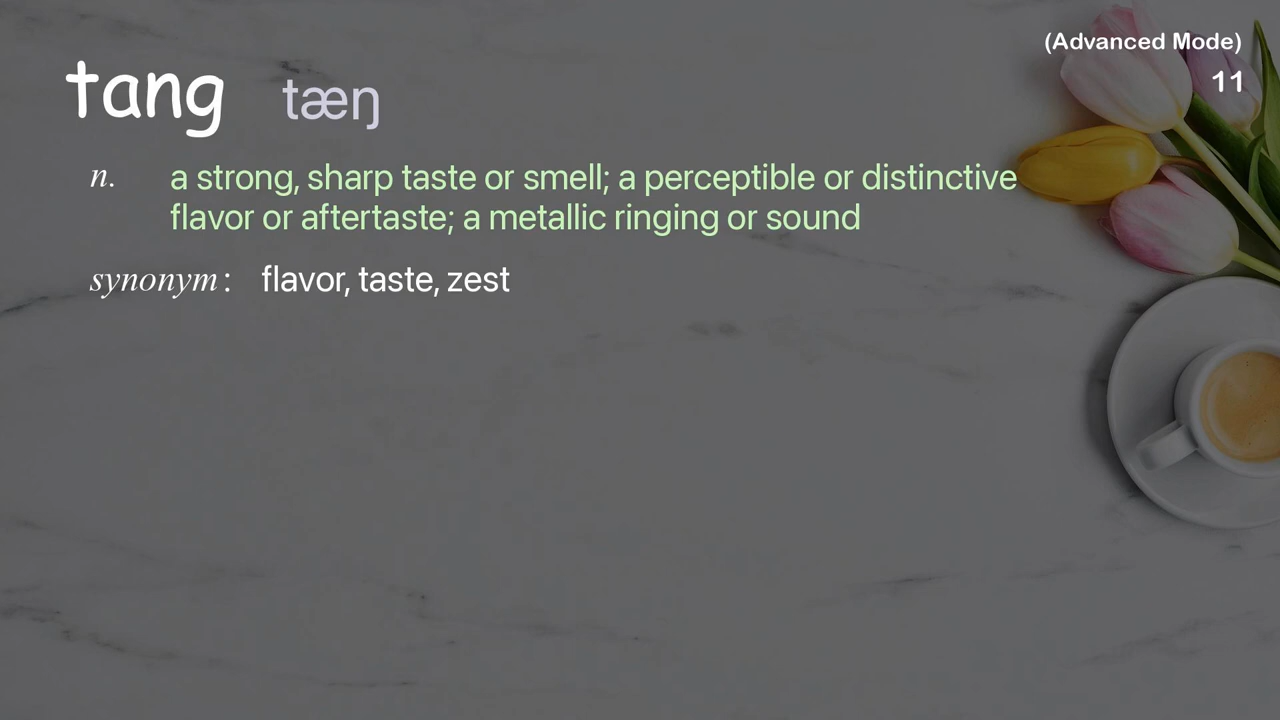 (Advanced Mode)
11
tang tæŋ
n. a strong, sharp taste or smell; a perceptible or distinctive
flavor or aftertaste; a metallic ringing or sound
synonym: flavor, taste, zest